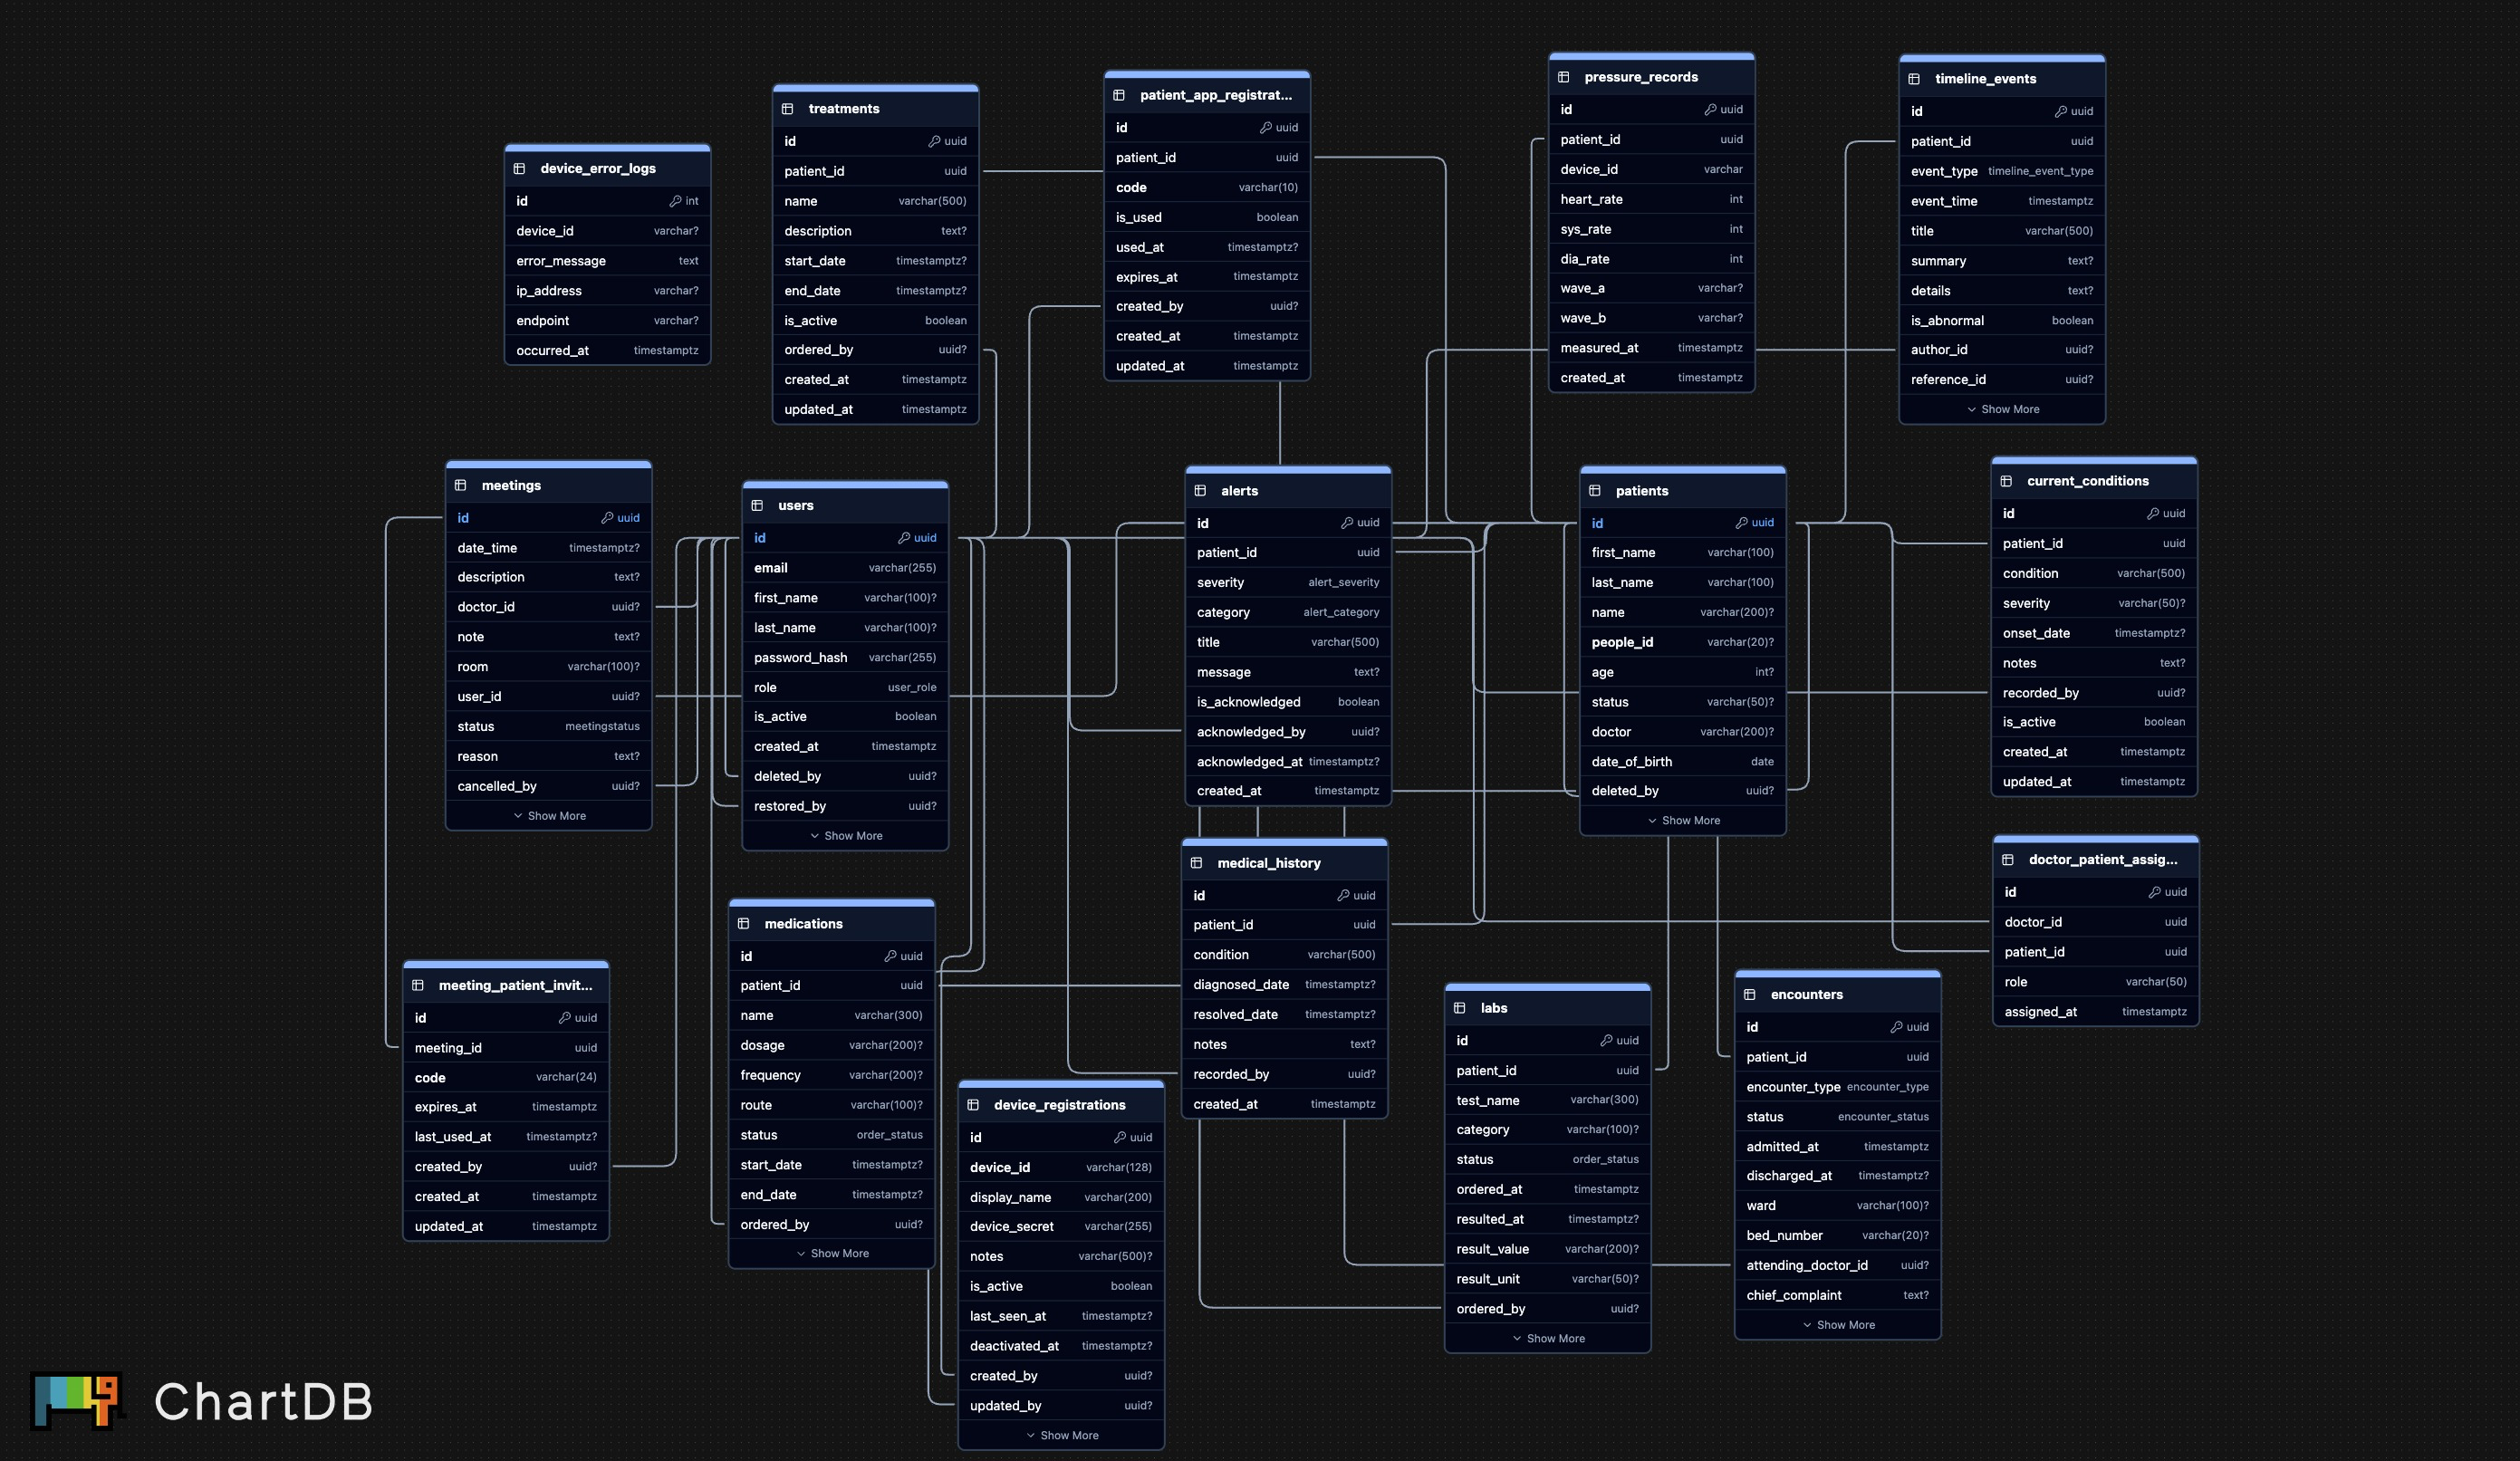 device_error_logs
id int
device_id varchar?
error_message text
ip_address varchar?
endpoint varchar?
occurred_at timestamptz
treatments
id uuid
patient_id uuid
name varchar(500)
description text?
start_date timestamptz?
end_date timestamptz?
is_active boolean
ordered_by uuid?
created_at timestamptz
updated_at timestamptz
patient_app_registrat...
id uuid
patient_id uuid
code varchar(10)
is_used boolean
used_at timestamptz?
expires_at timestamptz
created_by uuid?
created_at timestamptz
updated_at timestamptz
pressure_records
id uuid
patient_id uuid
device_id varchar
heart_rate int
sys_rate int
dia_rate int
wave_a varchar?
wave_b varchar?
measured_at timestamptz
created_at timestamptz
timeline_events
id uuid
patient_id uuid
event_type timeline_event_type
event_time timestamptz
title varchar(500)
summary text?
details text?
is_abnormal boolean
author_id uuid?
reference_id uuid?
Show More
meetings
id uuid
date_time timestamptz?
description text?
doctor_id uuid?
note text?
room varchar(100)?
user_id uuid?
status meetingstatus
reason text?
cancelled_by uuid?
Show More
users
id uuid
email varchar(255)
first_name varchar(100)?
last_name varchar(100)?
password_hash varchar(255)
role user_role
is_active boolean
created_at timestamptz
deleted_by uuid?
restored_by uuid?
Show More
alerts
id uuid
patient_id uuid
severity alert_severity
category alert_category
title varchar(500)
message text?
is_acknowledged boolean
acknowledged_by uuid?
acknowledged_at timestamptz?
created_at timestamptz
patients
id uuid
first_name varchar(100)
last_name varchar(100)
name varchar(200)?
people_id varchar(20)?
age int?
status varchar(50)?
doctor varchar(200)?
date_of_birth date
deleted_by uuid?
Show More
current_conditions
id uuid
patient_id uuid
condition varchar(500)
severity varchar(50)?
onset_date timestamptz?
notes text?
recorded_by uuid?
is_active boolean
created_at timestamptz
updated_at timestamptz
meeting_patient_invit...
id uuid
meeting_id uuid
code varchar(24)
expires_at timestamptz
last_used_at timestamptz?
created_by uuid?
created_at timestamptz
updated_at timestamptz
medications
id uuid
patient_id uuid
name varchar(300)
dosage varchar(200)?
frequency varchar(200)?
route varchar(100)?
status order_status
start_date timestamptz?
end_date timestamptz?
ordered_by uuid?
Show More
device_registrations
id uuid
device_id varchar(128)
display_name varchar(200)
device_secret varchar(255)
notes varchar(500)?
is_active boolean
last_seen_at timestamptz?
deactivated_at timestamptz?
created_by uuid?
updated_by uuid?
Show More
medical_history
id uuid
patient_id uuid
condition varchar(500)
diagnosed_date timestamptz?
resolved_date timestamptz?
notes text?
recorded_by uuid?
created_at timestamptz
labs
id uuid
patient_id uuid
test_name varchar(300)
category varchar(100)?
status order_status
ordered_at timestamptz
resulted_at timestamptz?
result_value varchar(200)?
result_unit varchar(50)?
ordered_by uuid?
Show More
encounters
id uuid
patient_id uuid
encounter_type encounter_type
status encounter_status
admitted_at timestamptz
discharged_at timestamptz?
ward varchar(100)?
bed_number varchar(20)?
attending_doctor_id uuid?
chief_complaint text?
Show More
doctor_patient_assig...
id uuid
doctor_id uuid
patient_id uuid
role varchar(50)
assigned_at timestamptz
ChartDB